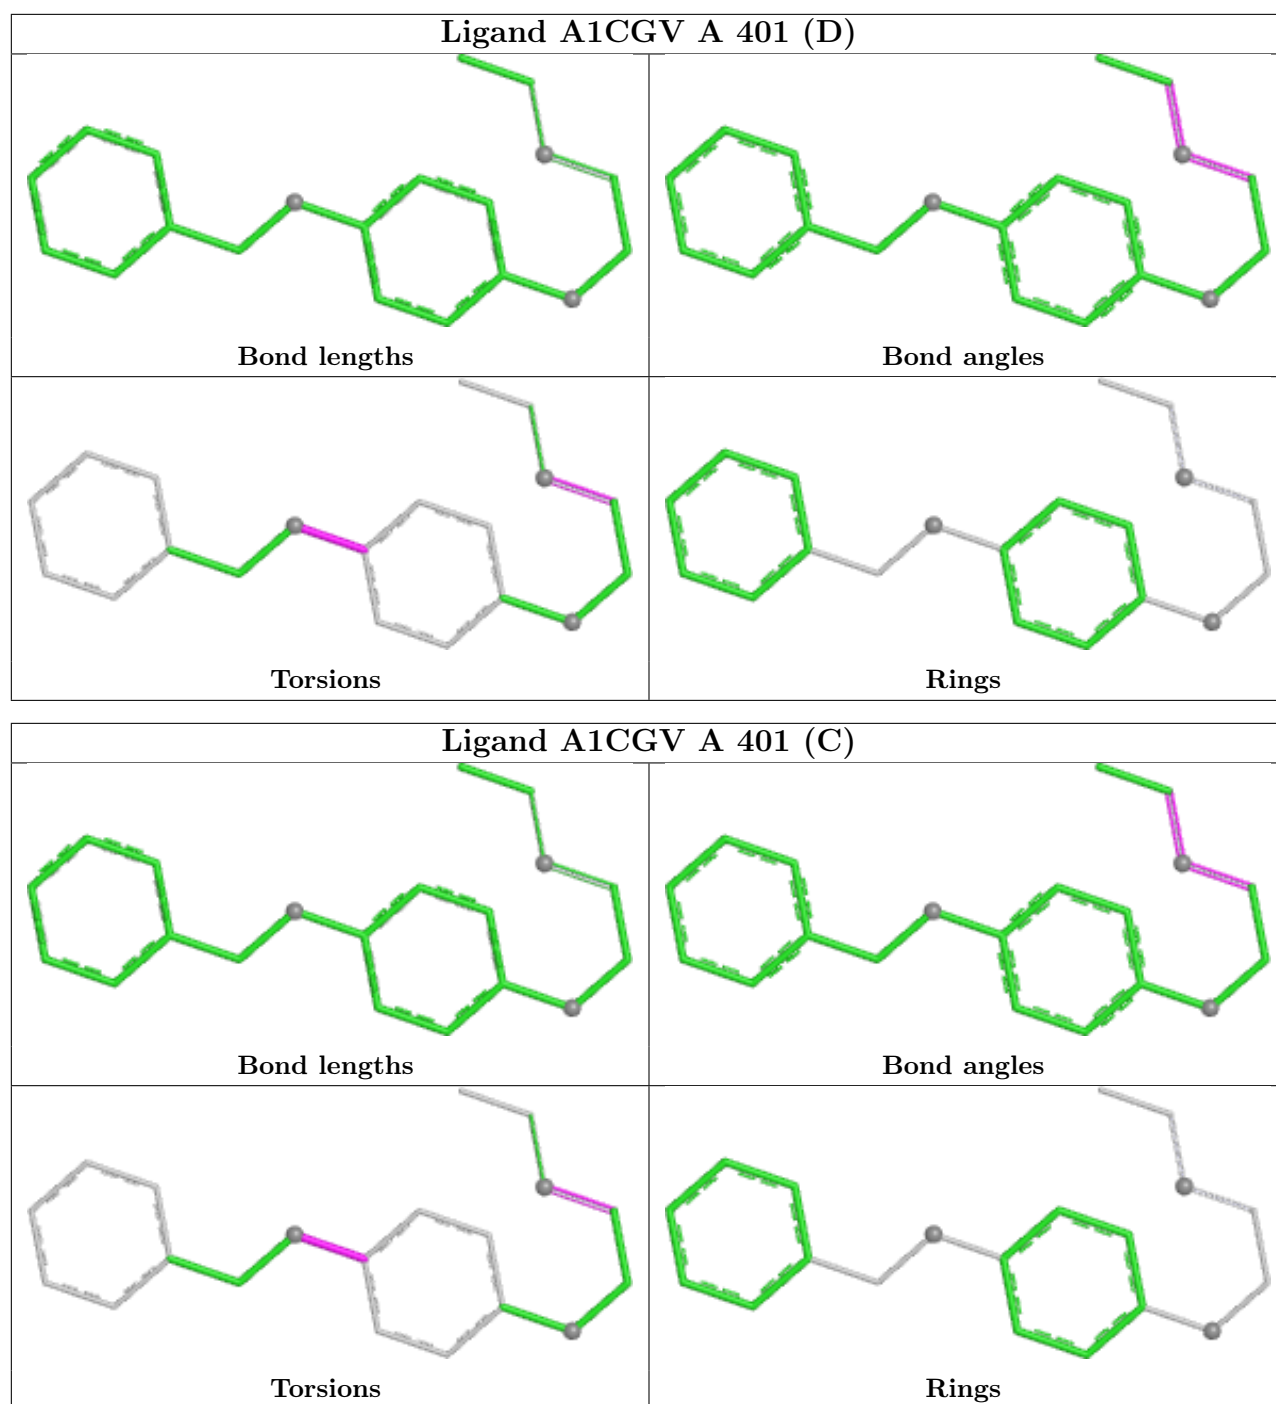 Ligand A1CGV A 401 (D)
Bond lengths
Bond angles
Torsions
Rings
Ligand A1CGV A 401 (C)
Bond lengths
Bond angles
Torsions
Rings